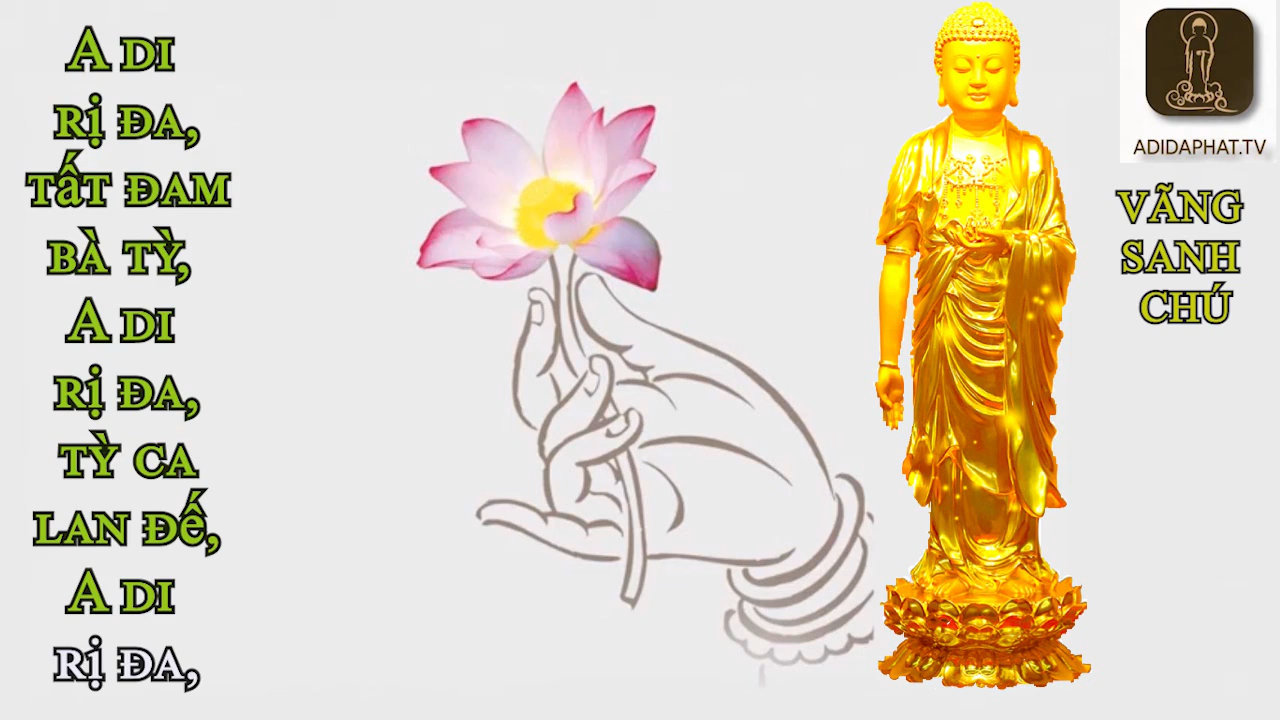 A di
rị đa,
tất đam
bà tỳ,
A di
rị đa,
tỳ ca
lan đế,
A di
rị đa,
ADIDAPHAT.TV
VÃNG
SANH
CHÚ